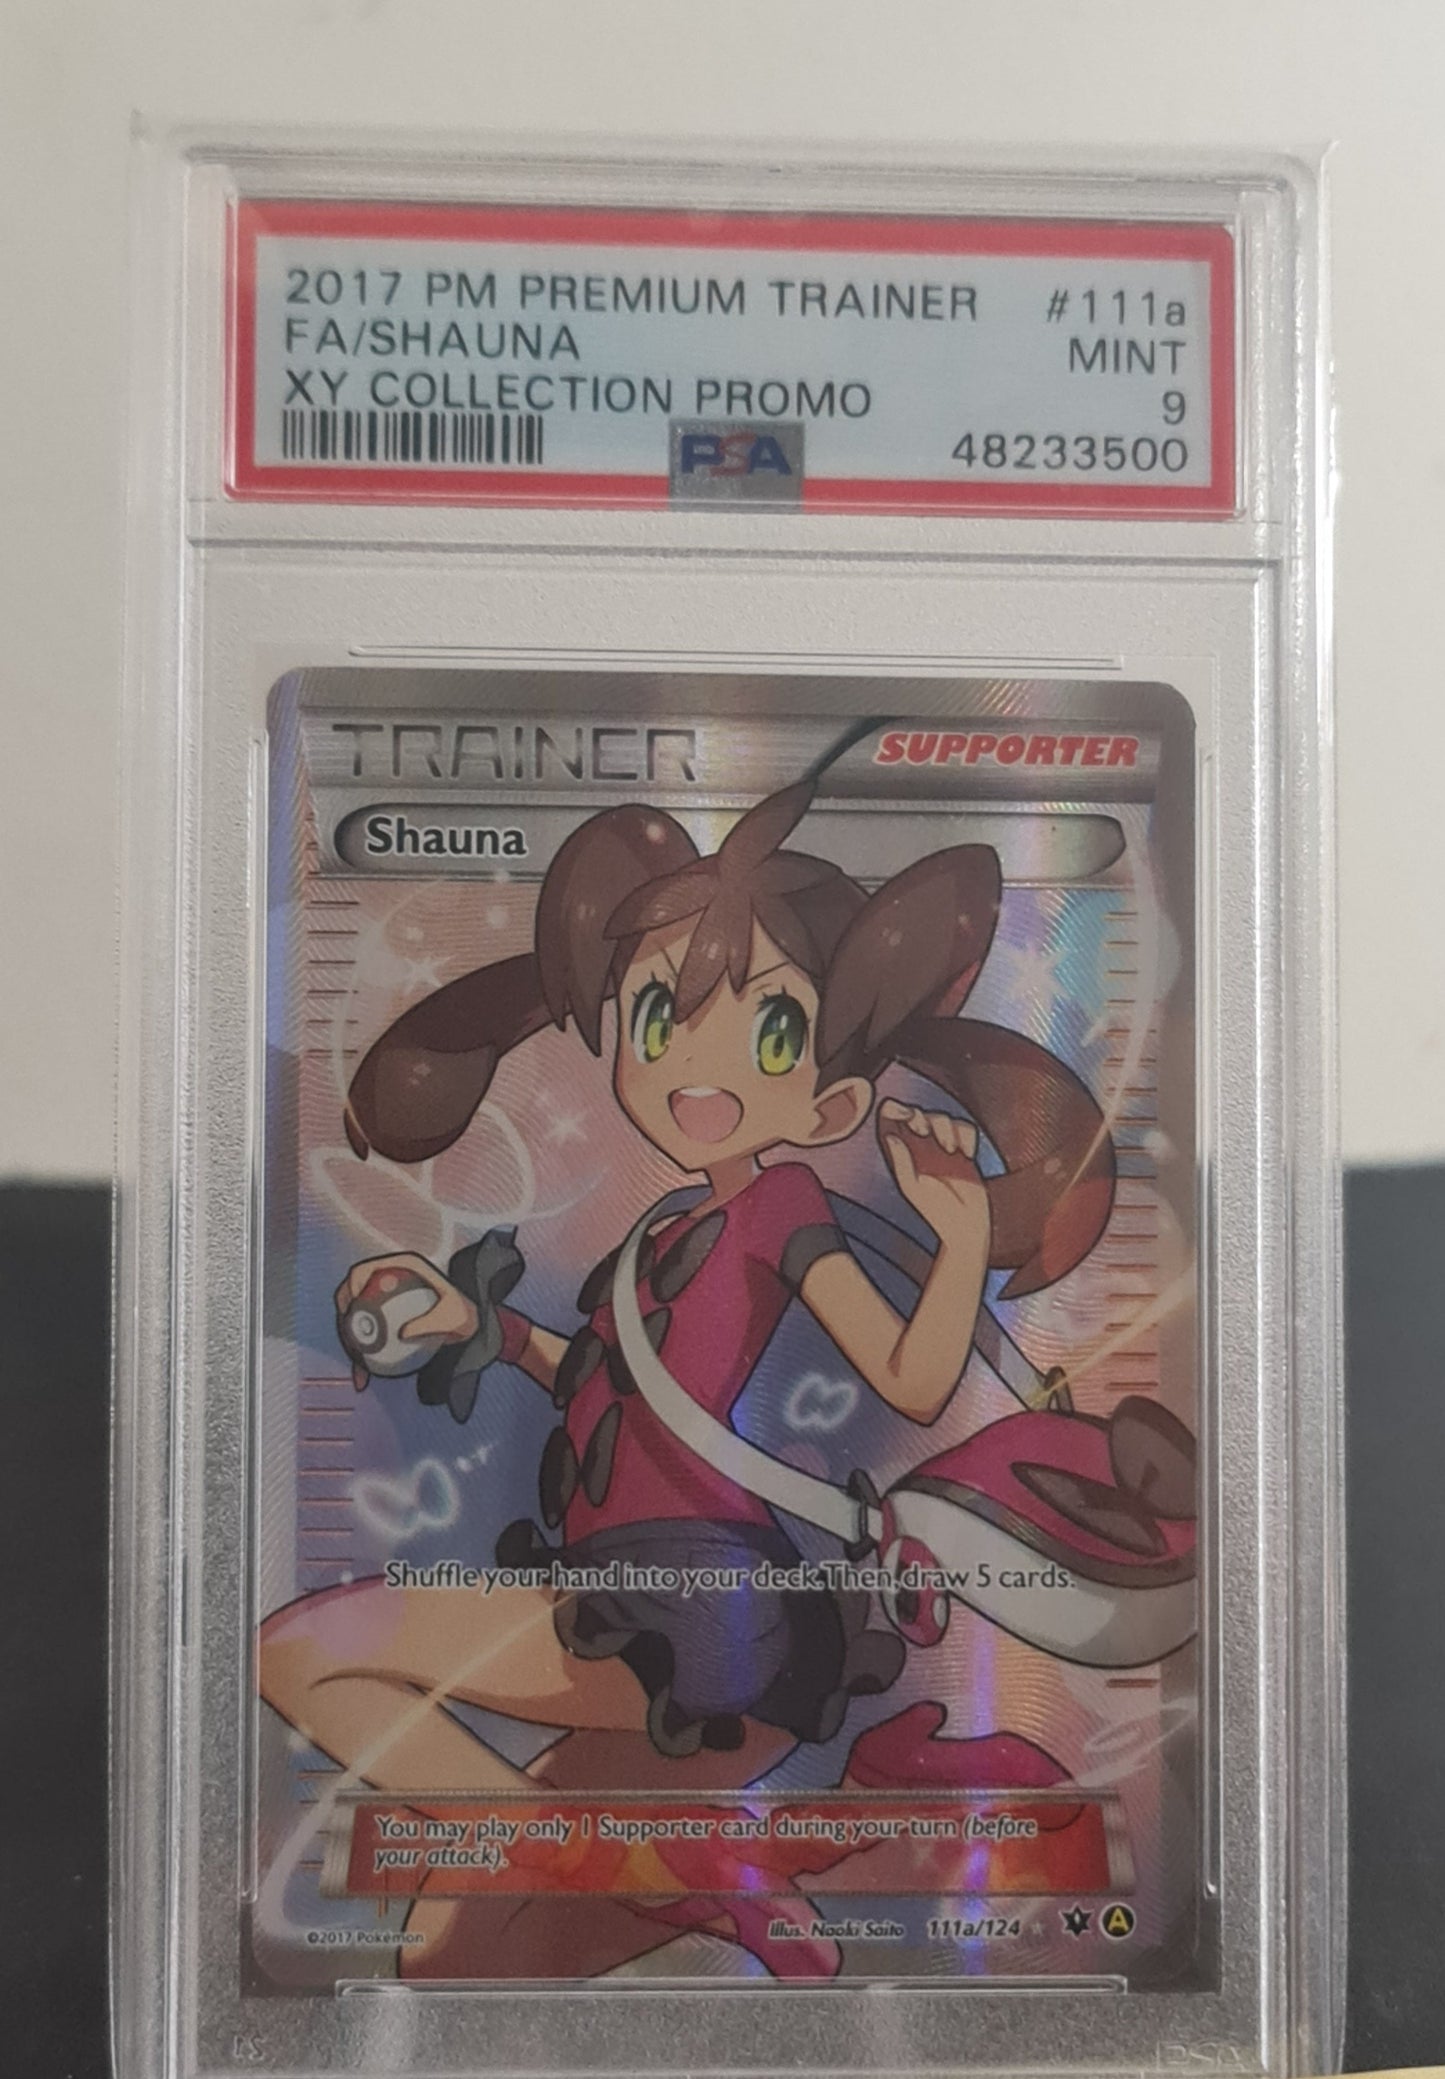 2017 PM PREMIUM TRAINER #111a
FA/SHAUNA MINT
XY COLLECTION PROMO 9
PSA 48233500
TRAINER SUPPORTER
Shauna
Shuffle your hand into your deck. Then, draw 5 cards.
You may play only 1 Supporter card during your turn (before
your attack).
©2017 Pokémon Illus. Naoki Saito 111a/124 A